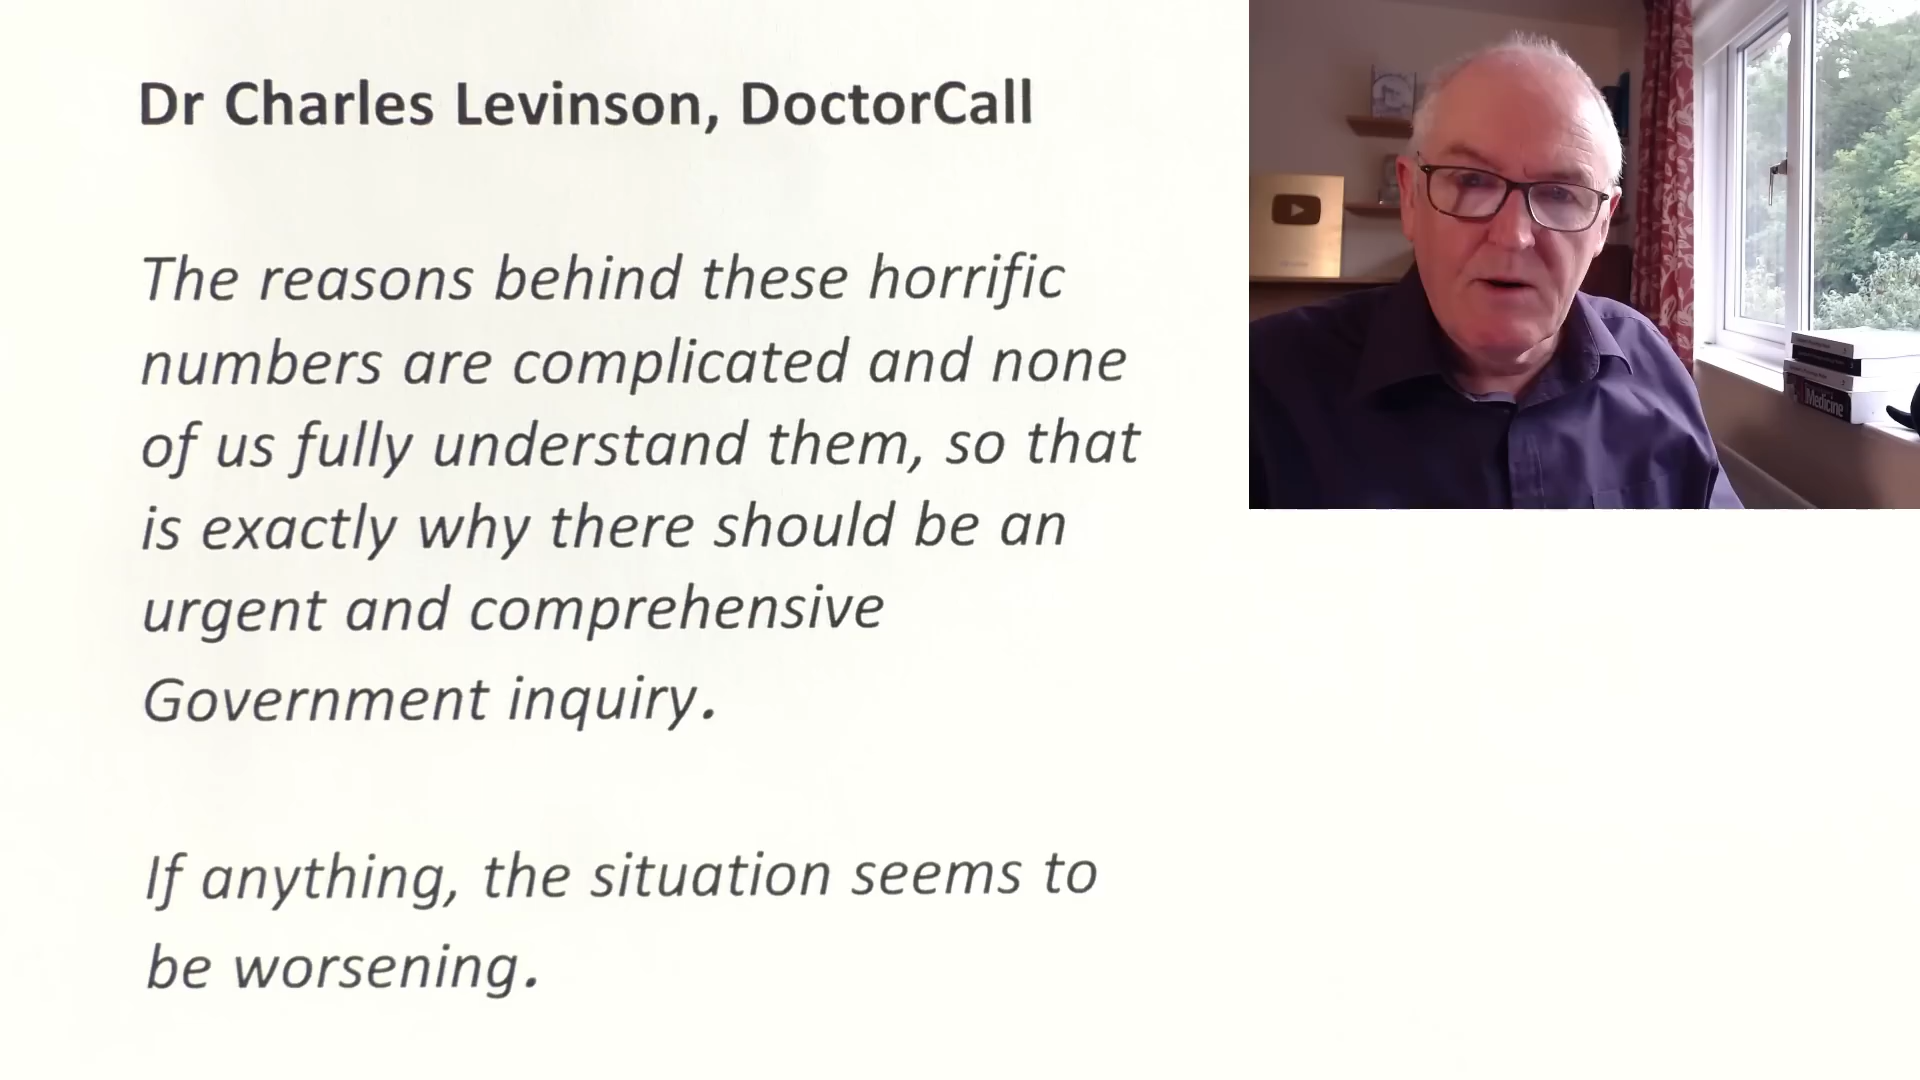 Dr Charles Levinson, DoctorCall
The reasons behind these horrific
numbers are complicated and none
of us fully understand them, so that
is exactly why there should be an
urgent and comprehensive
Government inquiry.
If anything, the situation seems to
be worsening.
Medicine